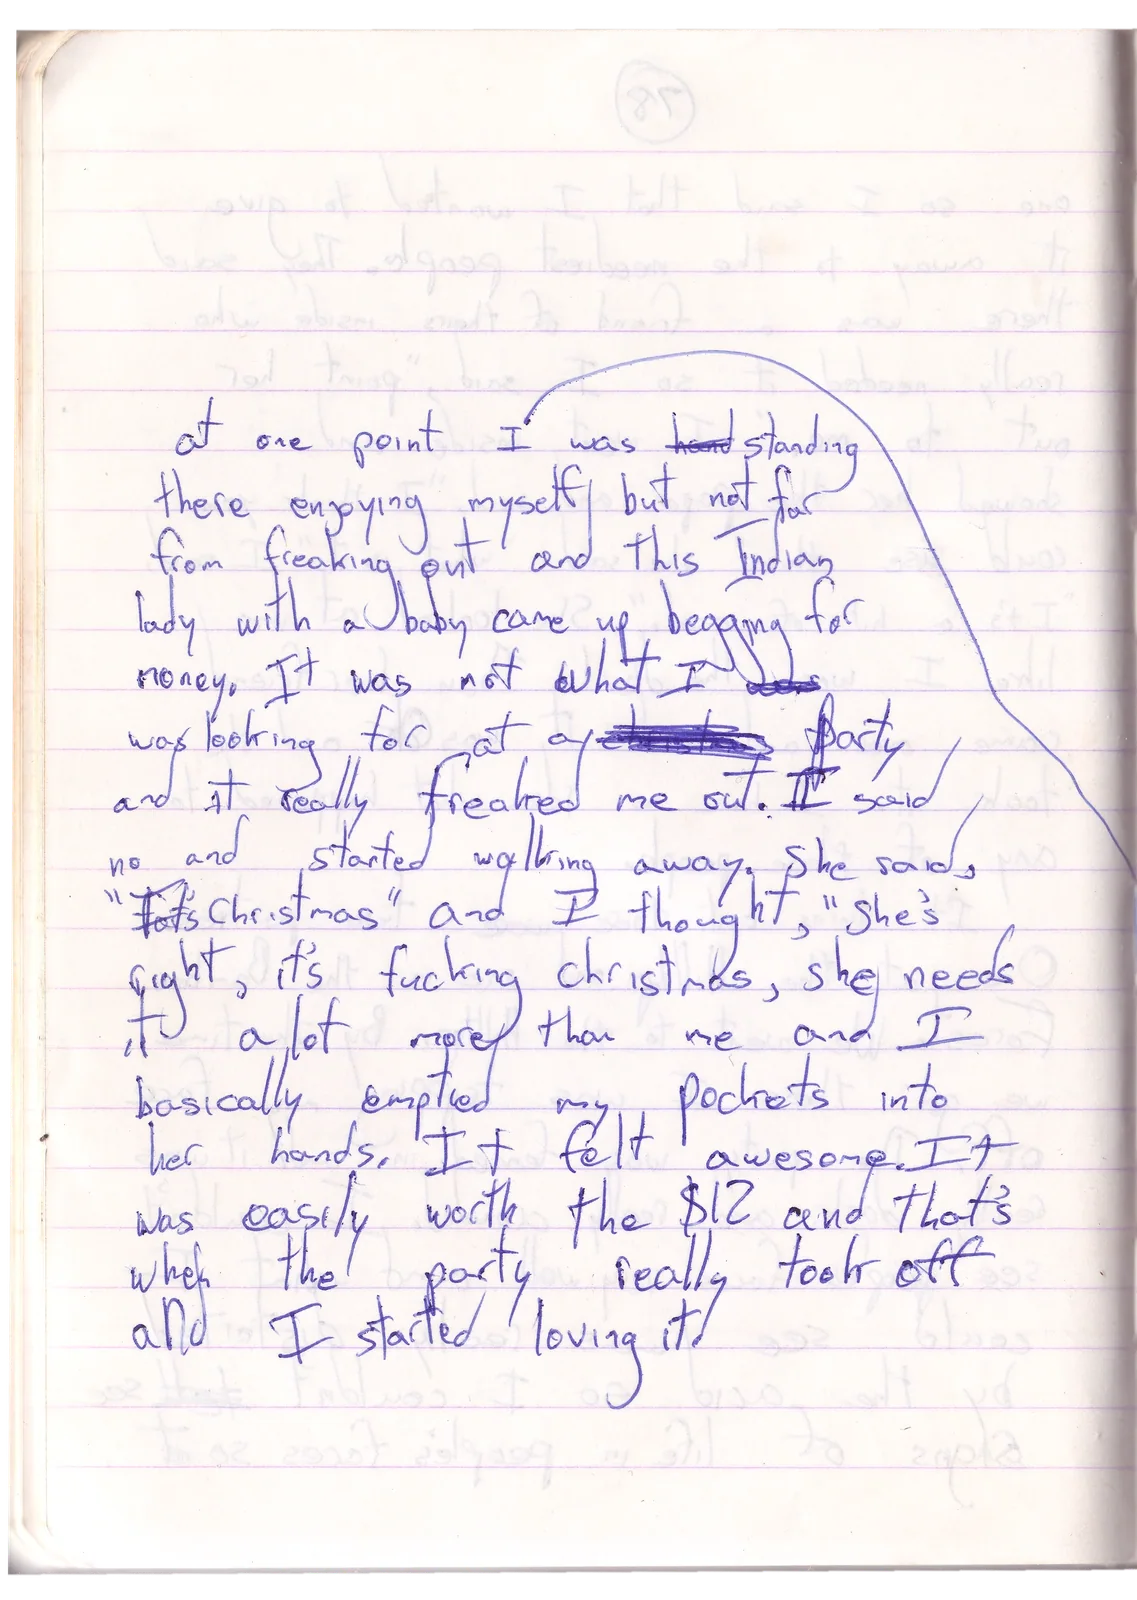 at one point I was hand standing
there enjoying myself but not far
from freaking out and this Indian
lady with a baby came up begging for
money. It was not what I was
was looking for at a party
and it really freaked me out. I said
no and started walking away. She said,
"It's Christmas" and I thought, "She's
right, it's fucking christmas, she needs
it a lot more than me and I
basically emptied my pockets into
her hands. It felt awesome. It
was easily worth the $12 and that's
when the party really took off
and I started loving it.